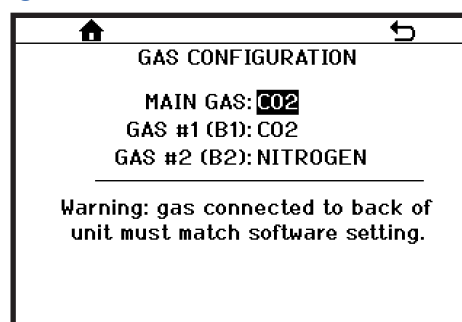 GAS CONFIGURATION
MAIN GAS: CO2
GAS #1 (B1): CO2
GAS #2 (B2): NITROGEN
Warning: gas connected to back of
unit must match software setting.